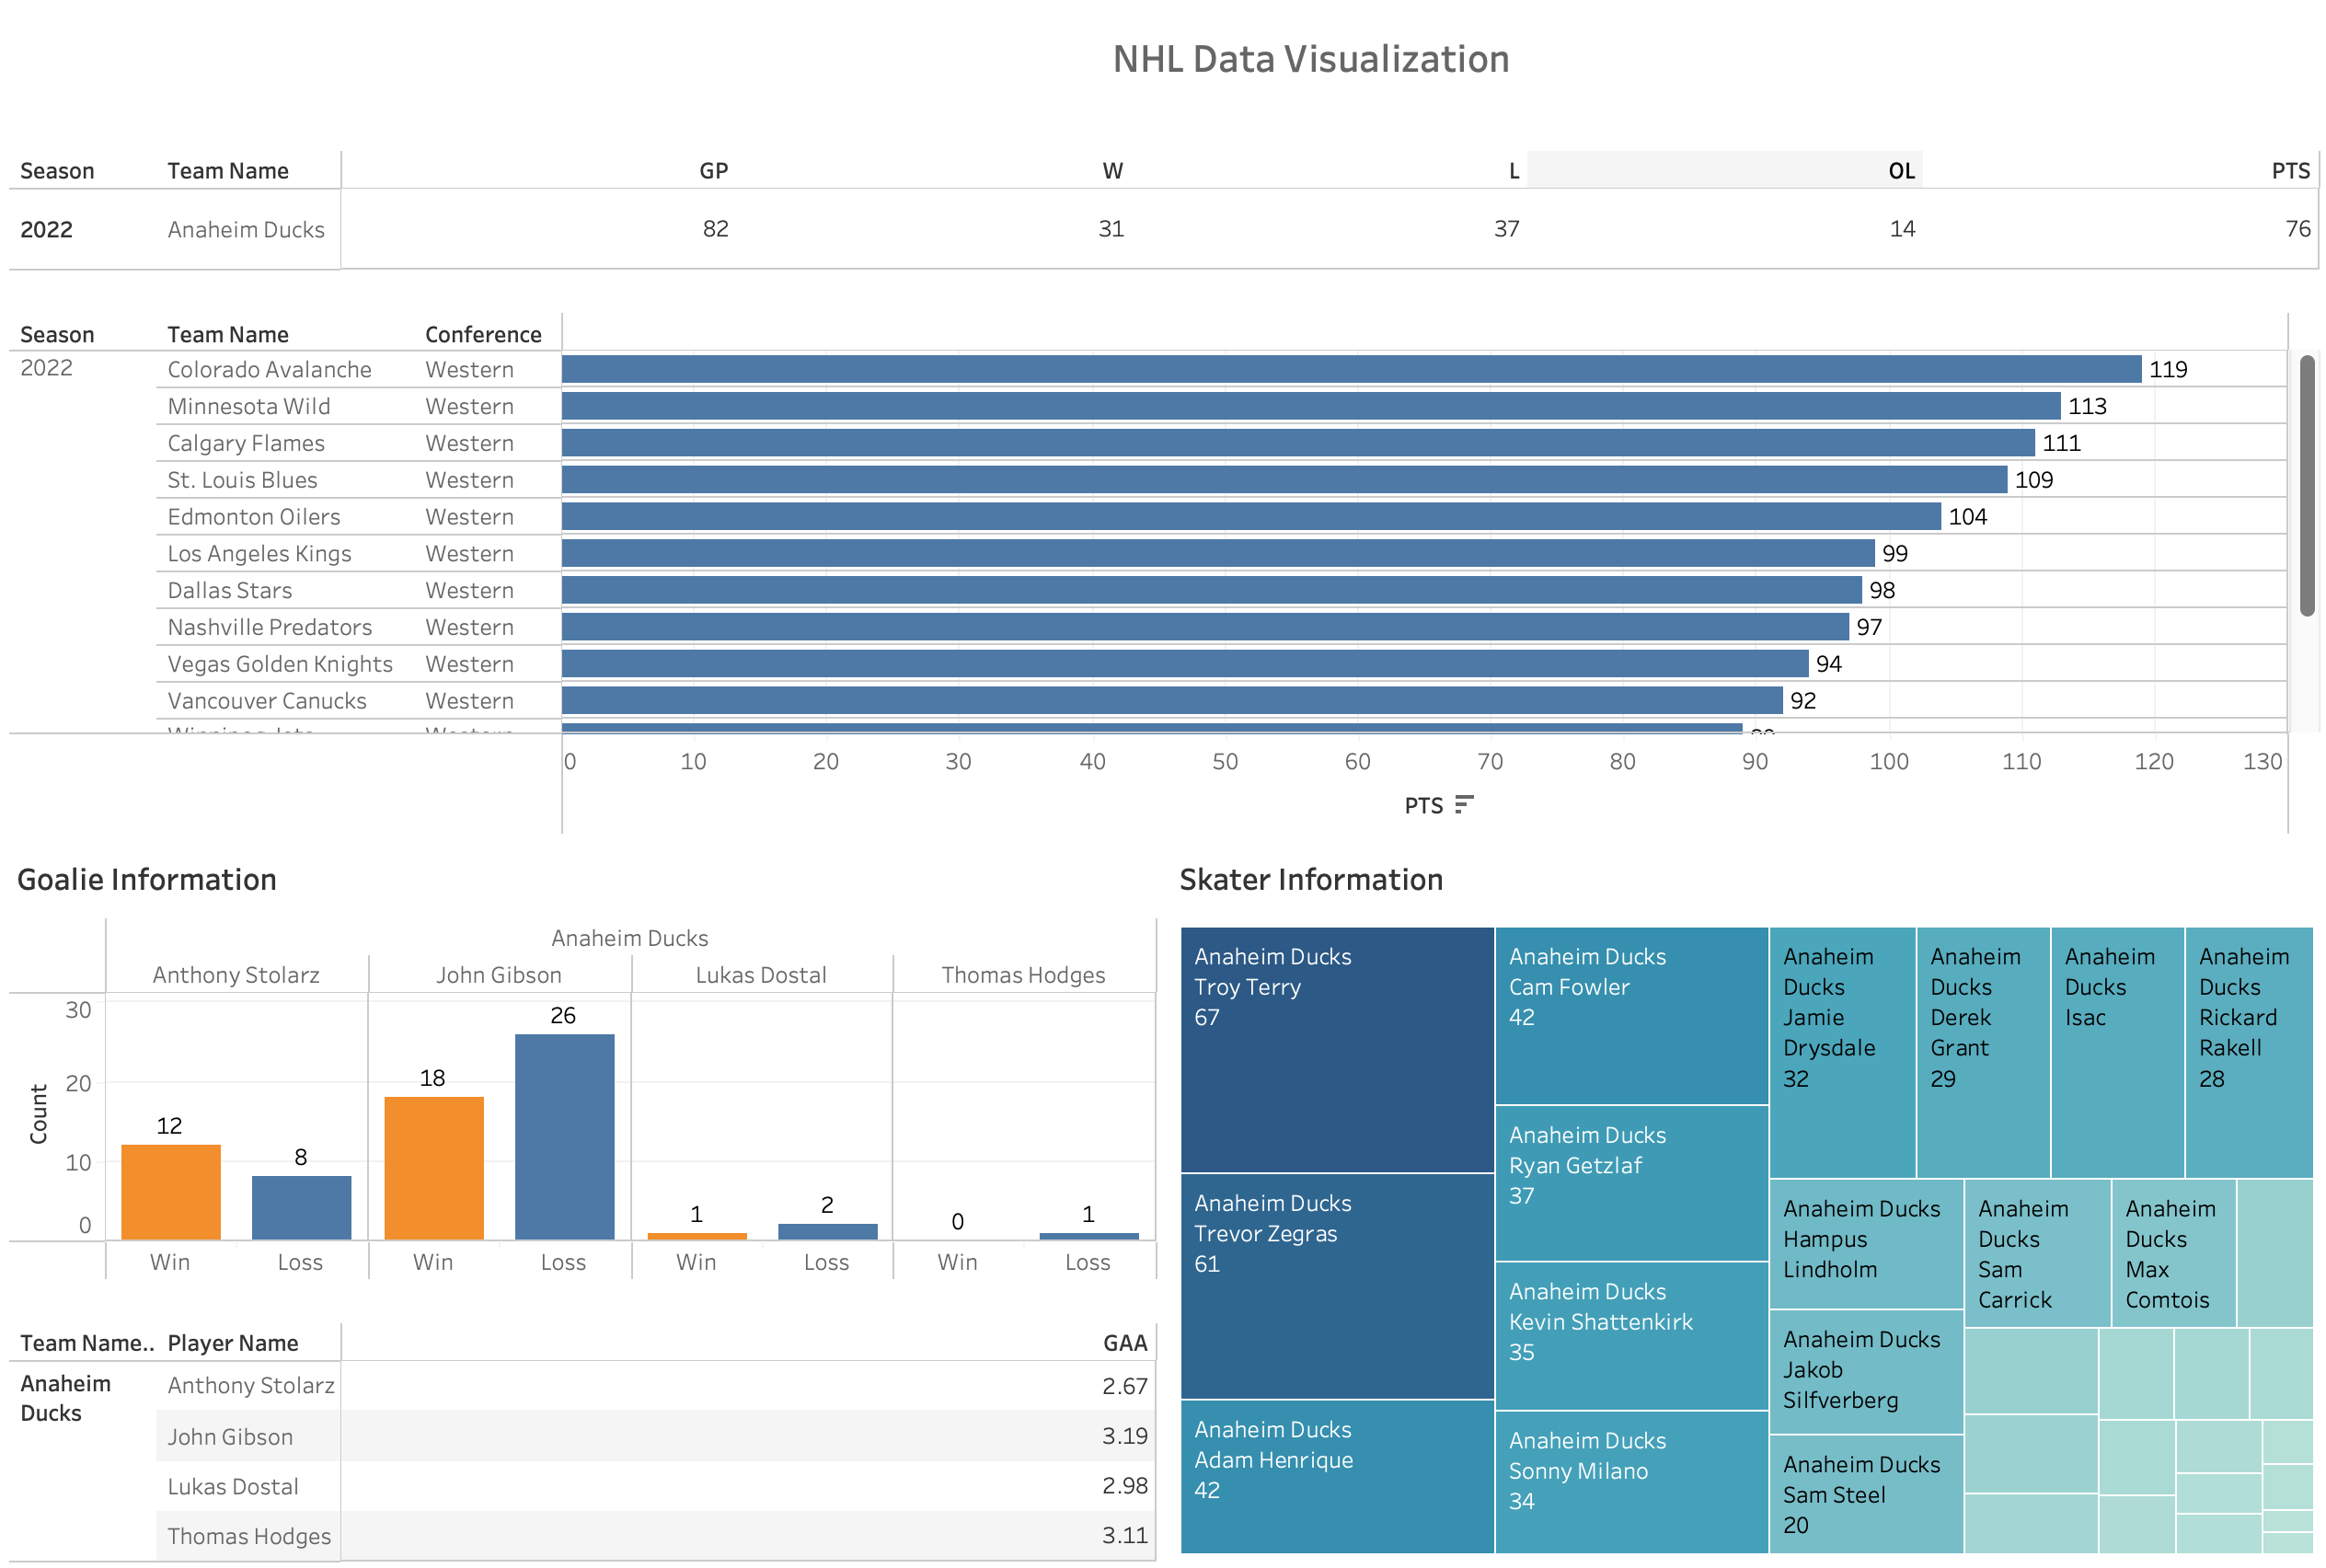 NHL Data Visualization
Season Team Name GP W L OL PTS
2022 Anaheim Ducks 82 31 37 14 76
Season Team Name Conference
2022 Colorado Avalanche Western 119
Minnesota Wild Western 113
Calgary Flames Western 111
St. Louis Blues Western 109
Edmonton Oilers Western 104
Los Angeles Kings Western 99
Dallas Stars Western 98
Nashville Predators Western 97
Vegas Golden Knights Western 94
Vancouver Canucks Western 92
0 10 20 30 40 50 60 70 80 90 100 110 120 130
PTS
Goalie Information
Anaheim Ducks
Anthony Stolarz John Gibson Lukas Dostal Thomas Hodges
30
20
10
0
Count
12 8 18 26 1 2 0 1
Win Loss Win Loss Win Loss Win Loss
Team Name.. Player Name GAA
Anaheim
Ducks
Anthony Stolarz 2.67
John Gibson 3.19
Lukas Dostal 2.98
Thomas Hodges 3.11
Skater Information
Anaheim Ducks
Troy Terry
67
Anaheim Ducks
Trevor Zegras
61
Anaheim Ducks
Adam Henrique
42
Anaheim Ducks
Cam Fowler
42
Anaheim Ducks
Ryan Getzlaf
37
Anaheim Ducks
Kevin Shattenkirk
35
Anaheim Ducks
Sonny Milano
34
Anaheim
Ducks
Jamie
Drysdale
32
Anaheim
Ducks
Derek
Grant
29
Anaheim
Ducks
Isac
Anaheim
Ducks
Rickard
Rakell
28
Anaheim Ducks
Hampus
Lindholm
Anaheim Ducks
Jakob
Silfverberg
Anaheim Ducks
Sam Steel
20
Anaheim
Ducks
Sam
Carrick
Anaheim
Ducks
Max
Comtois